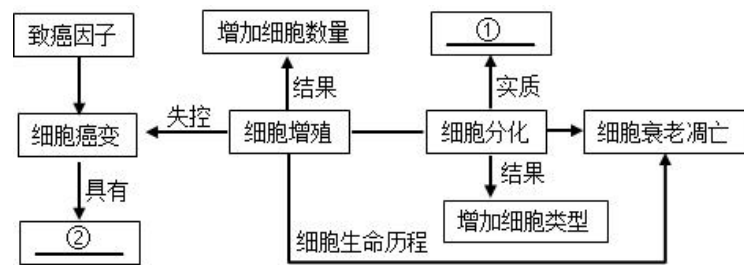 致癌因子
增加细胞数量
①
结果
实质
细胞癌变
失控
细胞增殖
细胞分化
细胞衰老凋亡
具有
结果
②
细胞生命历程
增加细胞类型